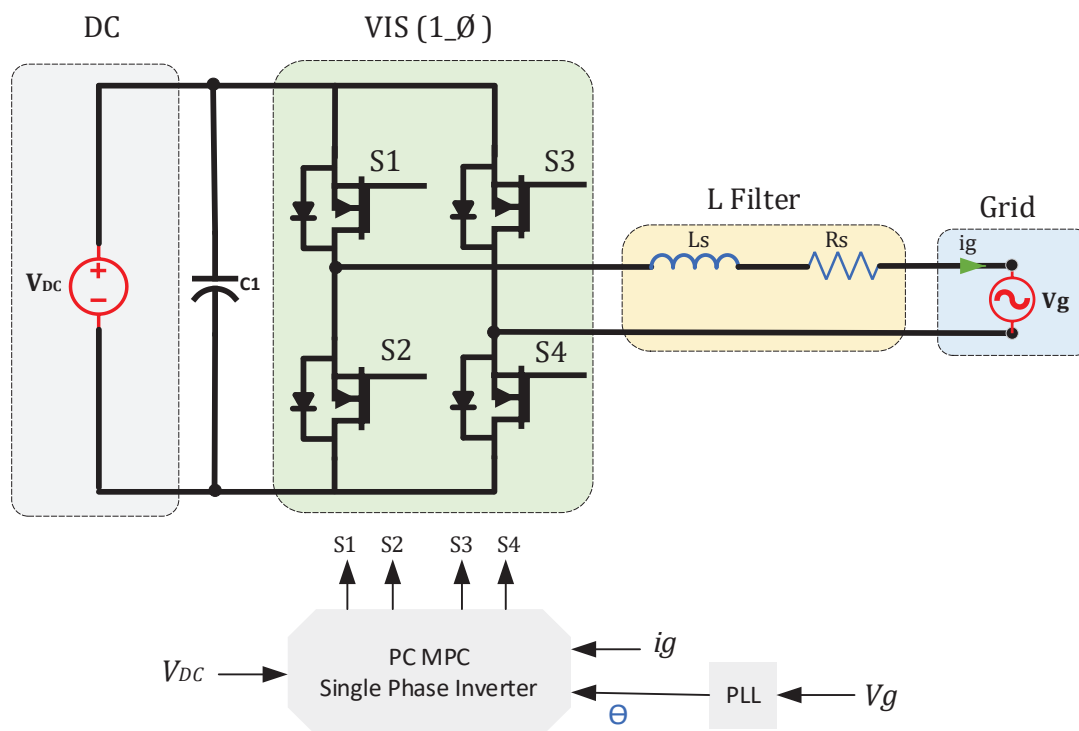 DC
VIS (1_Ø )
S1
S3
L Filter
Grid
Ls
Rs
ig
VDC
C1
Vg
S2
S4
S1 S2 S3 S4
PC MPC
Single Phase Inverter
VDC
ig
PLL
Vg
Θ